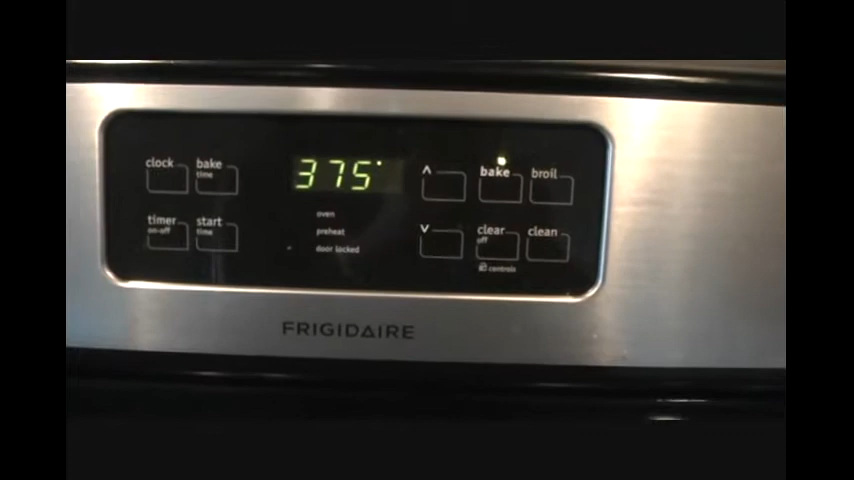 clock
bake
time
375°
^
bake
broil
timer
on-off
start
time
oven
preheat
door locked
v
clear
off
clean
controls
FRIGIDAIRE